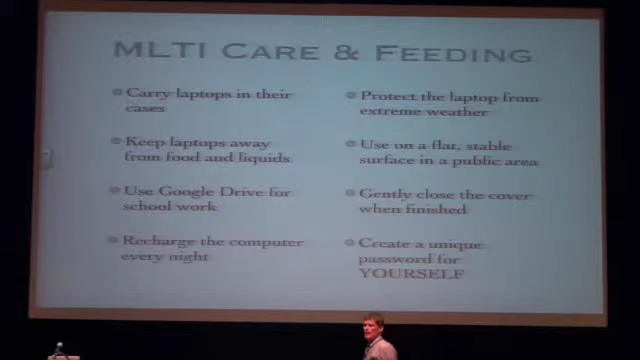 MLTI CARE & FEEDING
Carry laptops in their
cases
Keep laptops away
from food and liquids
Use Google Drive for
school work
Recharge the computer
every night
Protect the laptop from
extreme weather
Use on a flat, stable
surface in a public area
Gently close the cover
when finished
Create a unique
password for
YOURSELF